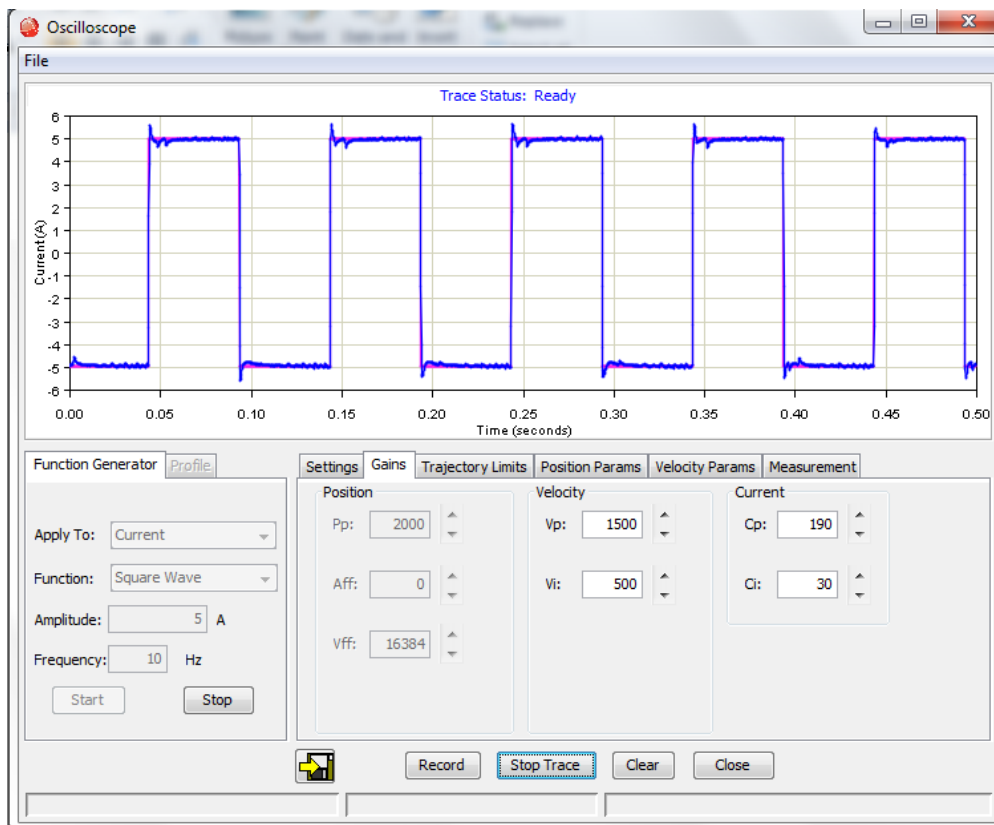 Oscilloscope
File
Trace Status: Ready
6
5
4
3
2
1
0
-1
-2
-3
-4
-5
-6
Current(A)
0.00 0.05 0.10 0.15 0.20 0.25 0.30 0.35 0.40 0.45 0.50
Time (seconds)
Function Generator Profile
Apply To: Current
Function: Square Wave
Amplitude: 5 A
Frequency: 10 Hz
Start Stop
Settings Gains Trajectory Limits Position Params Velocity Params Measurement
Position
Pp: 2000
Aff: 0
Vff: 16384
Velocity
Vp: 1500
Vi: 500
Current
Cp: 190
Ci: 30
Record Stop Trace Clear Close